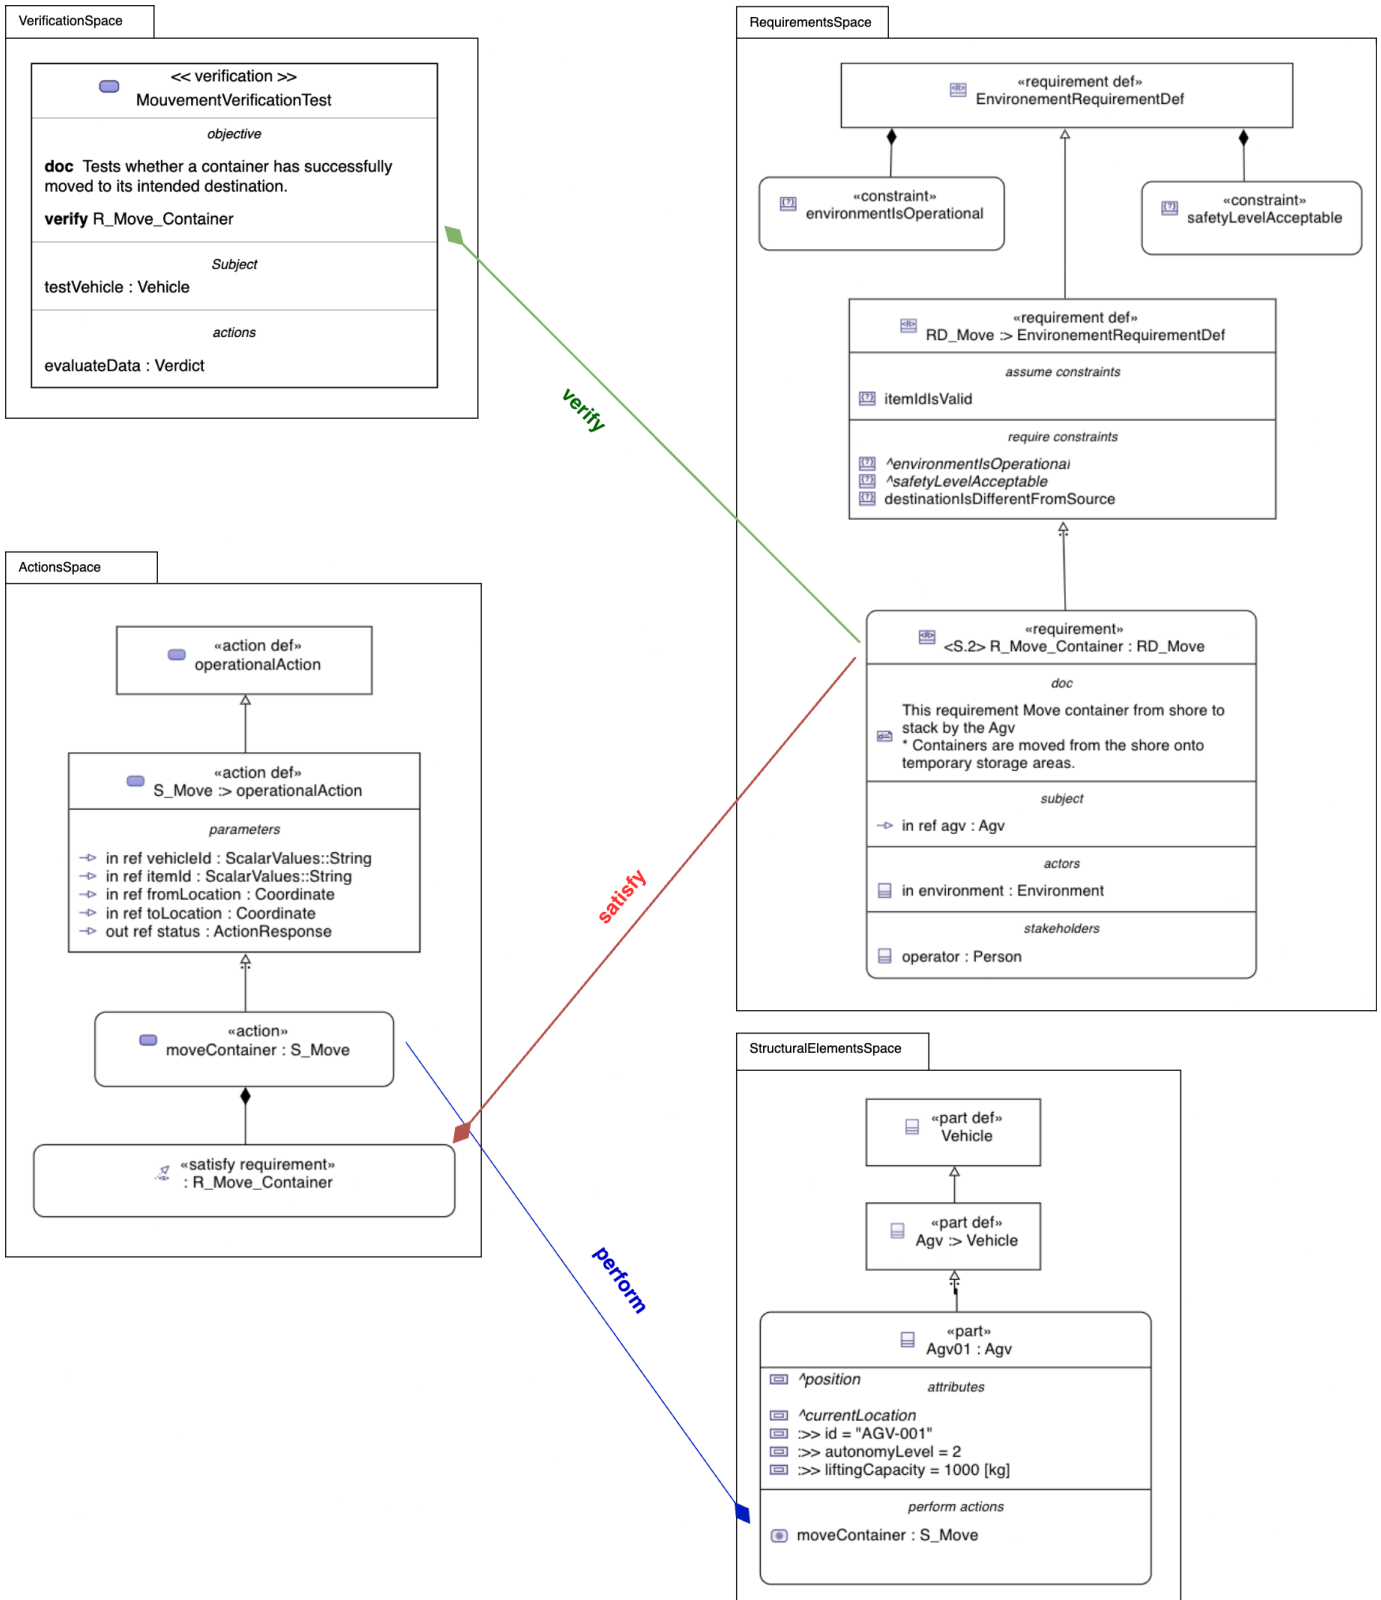 VerificationSpace
<< verification >>
MouvementVerificationTest
objective
doc Tests whether a container has successfully
moved to its intended destination.
verify R_Move_Container
Subject
testVehicle : Vehicle
actions
evaluateData : Verdict
RequirementsSpace
«requirement def»
EnvironementRequirementDef
«constraint»
environmentIsOperational
«constraint»
safetyLevelAcceptable
«requirement def»
RD_Move :> EnvironementRequirementDef
assume constraints
itemIdIsValid
require constraints
^environmentIsOperational
^safetyLevelAcceptable
destinationIsDifferentFromSource
«requirement»
<S.2> R_Move_Container : RD_Move
doc
This requirement Move container from shore to
stack by the Agv
* Containers are moved from the shore onto
temporary storage areas.
subject
in ref agv : Agv
actors
in environment : Environment
stakeholders
operator : Person
verify
satisfy
perform
ActionsSpace
«action def»
operationalAction
«action def»
S_Move :> operationalAction
parameters
in ref vehicleId : ScalarValues::String
in ref itemId : ScalarValues::String
in ref fromLocation : Coordinate
in ref toLocation : Coordinate
out ref status : ActionResponse
«action»
moveContainer : S_Move
«satisfy requirement»
: R_Move_Container
StructuralElementsSpace
«part def»
Vehicle
«part def»
Agv :> Vehicle
«part»
Agv01 : Agv
^position
attributes
^currentLocation
:>> id = "AGV-001"
:>> autonomyLevel = 2
:>> liftingCapacity = 1000 [kg]
perform actions
moveContainer : S_Move